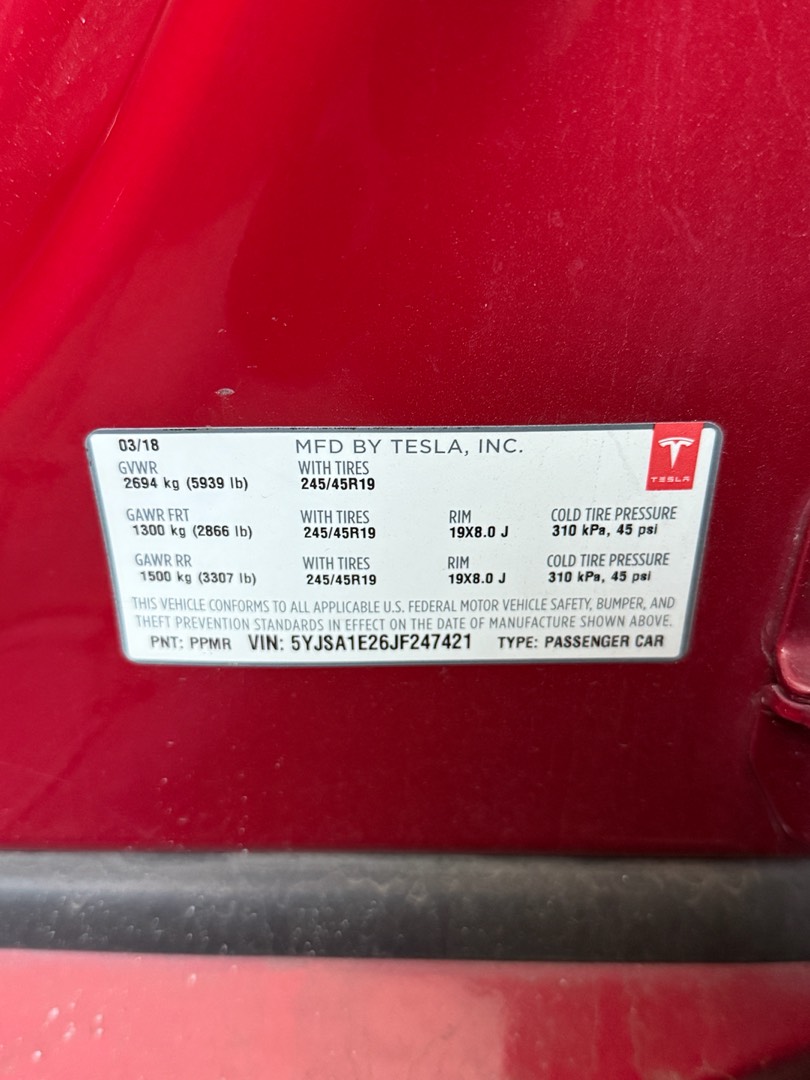 03/18 MFD BY TESLA, INC.
TESLA
GVWR WITH TIRES
2694 kg (5939 lb) 245/45R19
GAWR FRT WITH TIRES RIM COLD TIRE PRESSURE
1300 kg (2866 lb) 245/45R19 19X8.0 J 310 kPa, 45 psi
GAWR RR WITH TIRES RIM COLD TIRE PRESSURE
1500 kg (3307 lb) 245/45R19 19X8.0 J 310 kPa, 45 psi
THIS VEHICLE CONFORMS TO ALL APPLICABLE U.S. FEDERAL MOTOR VEHICLE SAFETY, BUMPER, AND
THEFT PREVENTION STANDARDS IN EFFECT ON THE DATE OF MANUFACTURE SHOWN ABOVE.
PNT: PPMR VIN: 5YJSA1E26JF247421 TYPE: PASSENGER CAR